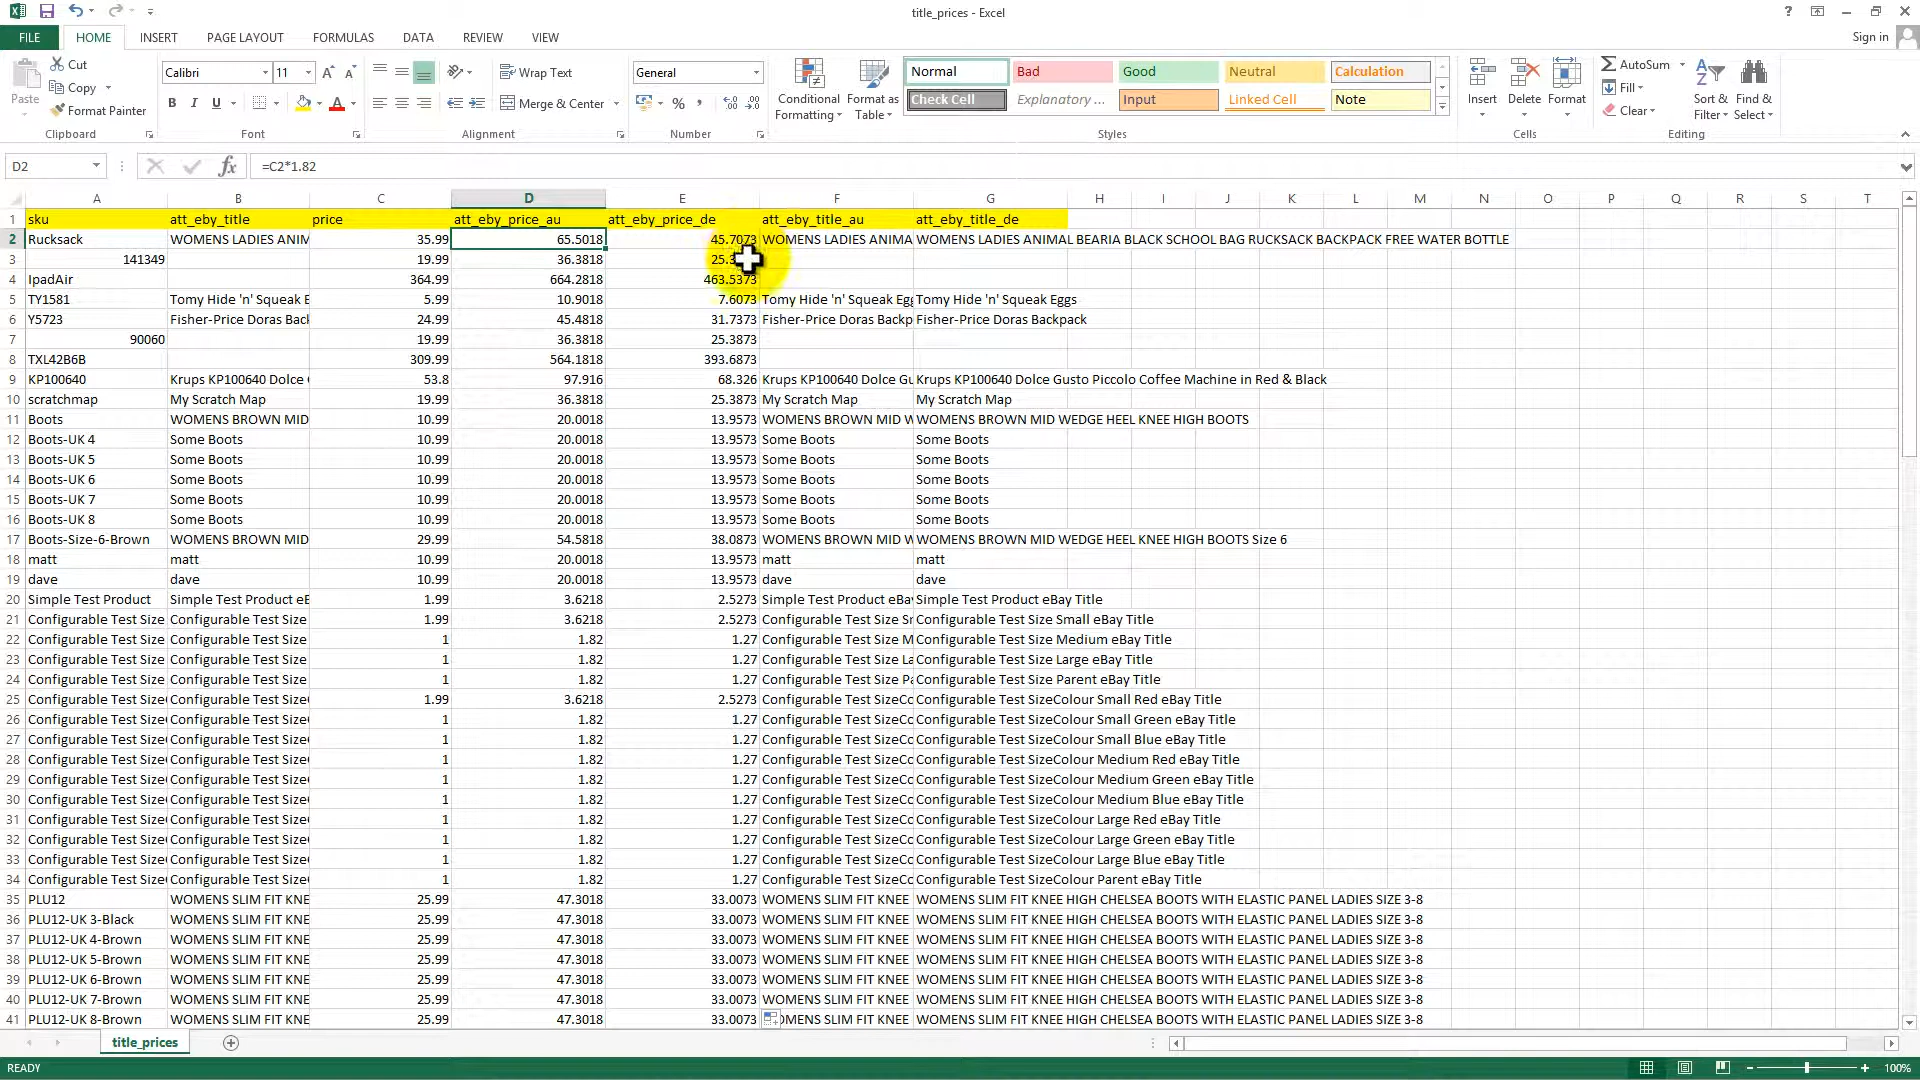 title_prices - Excel
?
FILE HOME INSERT PAGE LAYOUT FORMULAS DATA REVIEW VIEW Sign in
Paste Cut Copy Format Painter Clipboard
Calibri 11 B I U A Font
Wrap Text Merge & Center Alignment
General % Number
Conditional Formatting Format as Table
Normal Bad Good Neutral Calculation
Check Cell Explanatory ... Input Linked Cell Note
Styles
Insert Delete Format Cells
AutoSum Fill Clear Sort & Filter Find & Select Editing
D2 fx =C2*1.82
A B C D E F G H I J K L M N O P Q R S T
1 sku att_eby_title price att_eby_price_au att_eby_price_de att_eby_title_au att_eby_title_de
2 Rucksack WOMENS LADIES ANIM 35.99 65.5018 45.7073 WOMENS LADIES ANIMA WOMENS LADIES ANIMAL BEARIA BLACK SCHOOL BAG RUCKSACK BACKPACK FREE WATER BOTTLE
3 141349 19.99 36.3818 25.3
4 IpadAir 364.99 664.2818 463.5373
5 TY1581 Tomy Hide 'n' Squeak E 5.99 10.9018 7.6073 Tomy Hide 'n' Squeak Egg Tomy Hide 'n' Squeak Eggs
6 Y5723 Fisher-Price Doras Back 24.99 45.4818 31.7373 Fisher-Price Doras Backp Fisher-Price Doras Backpack
7 90060 19.99 36.3818 25.3873
8 TXL42B6B 309.99 564.1818 393.6873
9 KP100640 Krups KP100640 Dolce 53.8 97.916 68.326 Krups KP100640 Dolce Gu Krups KP100640 Dolce Gusto Piccolo Coffee Machine in Red & Black
10 scratchmap My Scratch Map 19.99 36.3818 25.3873 My Scratch Map My Scratch Map
11 Boots WOMENS BROWN MID 10.99 20.0018 13.9573 WOMENS BROWN MID W WOMENS BROWN MID WEDGE HEEL KNEE HIGH BOOTS
12 Boots-UK 4 Some Boots 10.99 20.0018 13.9573 Some Boots Some Boots
13 Boots-UK 5 Some Boots 10.99 20.0018 13.9573 Some Boots Some Boots
14 Boots-UK 6 Some Boots 10.99 20.0018 13.9573 Some Boots Some Boots
15 Boots-UK 7 Some Boots 10.99 20.0018 13.9573 Some Boots Some Boots
16 Boots-UK 8 Some Boots 10.99 20.0018 13.9573 Some Boots Some Boots
17 Boots-Size-6-Brown WOMENS BROWN MID 29.99 54.5818 38.0873 WOMENS BROWN MID W WOMENS BROWN MID WEDGE HEEL KNEE HIGH BOOTS Size 6
18 matt matt 10.99 20.0018 13.9573 matt matt
19 dave dave 10.99 20.0018 13.9573 dave dave
20 Simple Test Product Simple Test Product eE 1.99 3.6218 2.5273 Simple Test Product eBay Simple Test Product eBay Title
21 Configurable Test Size Configurable Test Size 1.99 3.6218 2.5273 Configurable Test Size Sr Configurable Test Size Small eBay Title
22 Configurable Test Size Configurable Test Size 1 1.82 1.27 Configurable Test Size M Configurable Test Size Medium eBay Title
23 Configurable Test Size Configurable Test Size 1 1.82 1.27 Configurable Test Size La Configurable Test Size Large eBay Title
24 Configurable Test Size Configurable Test Size 1 1.82 1.27 Configurable Test Size Pa Configurable Test Size Parent eBay Title
25 Configurable Test Size Configurable Test Size 1.99 3.6218 2.5273 Configurable Test SizeCo Configurable Test SizeColour Small Red eBay Title
26 Configurable Test Size Configurable Test Size 1 1.82 1.27 Configurable Test SizeCo Configurable Test SizeColour Small Green eBay Title
27 Configurable Test Size Configurable Test Size 1 1.82 1.27 Configurable Test SizeCo Configurable Test SizeColour Small Blue eBay Title
28 Configurable Test Size Configurable Test Size 1 1.82 1.27 Configurable Test SizeCo Configurable Test SizeColour Medium Red eBay Title
29 Configurable Test Size Configurable Test Size 1 1.82 1.27 Configurable Test SizeCo Configurable Test SizeColour Medium Green eBay Title
30 Configurable Test Size Configurable Test Size 1 1.82 1.27 Configurable Test SizeCo Configurable Test SizeColour Medium Blue eBay Title
31 Configurable Test Size Configurable Test Size 1 1.82 1.27 Configurable Test SizeCo Configurable Test SizeColour Large Red eBay Title
32 Configurable Test Size Configurable Test Size 1 1.82 1.27 Configurable Test SizeCo Configurable Test SizeColour Large Green eBay Title
33 Configurable Test Size Configurable Test Size 1 1.82 1.27 Configurable Test SizeCo Configurable Test SizeColour Large Blue eBay Title
34 Configurable Test Size Configurable Test Size 1 1.82 1.27 Configurable Test SizeCo Configurable Test SizeColour Parent eBay Title
35 PLU12 WOMENS SLIM FIT KNE 25.99 47.3018 33.0073 WOMENS SLIM FIT KNEE WOMENS SLIM FIT KNEE HIGH CHELSEA BOOTS WITH ELASTIC PANEL LADIES SIZE 3-8
36 PLU12-UK 3-Black WOMENS SLIM FIT KNE 25.99 47.3018 33.0073 WOMENS SLIM FIT KNEE WOMENS SLIM FIT KNEE HIGH CHELSEA BOOTS WITH ELASTIC PANEL LADIES SIZE 3-8
37 PLU12-UK 4-Brown WOMENS SLIM FIT KNE 25.99 47.3018 33.0073 WOMENS SLIM FIT KNEE WOMENS SLIM FIT KNEE HIGH CHELSEA BOOTS WITH ELASTIC PANEL LADIES SIZE 3-8
38 PLU12-UK 5-Brown WOMENS SLIM FIT KNE 25.99 47.3018 33.0073 WOMENS SLIM FIT KNEE WOMENS SLIM FIT KNEE HIGH CHELSEA BOOTS WITH ELASTIC PANEL LADIES SIZE 3-8
39 PLU12-UK 6-Brown WOMENS SLIM FIT KNE 25.99 47.3018 33.0073 WOMENS SLIM FIT KNEE WOMENS SLIM FIT KNEE HIGH CHELSEA BOOTS WITH ELASTIC PANEL LADIES SIZE 3-8
40 PLU12-UK 7-Brown WOMENS SLIM FIT KNE 25.99 47.3018 33.0073 WOMENS SLIM FIT KNEE WOMENS SLIM FIT KNEE HIGH CHELSEA BOOTS WITH ELASTIC PANEL LADIES SIZE 3-8
41 PLU12-UK 8-Brown WOMENS SLIM FIT KNE 25.99 47.3018 33.0073 OMENS SLIM FIT KNEE WOMENS SLIM FIT KNEE HIGH CHELSEA BOOTS WITH ELASTIC PANEL LADIES SIZE 3-8
title_prices
READY 100%